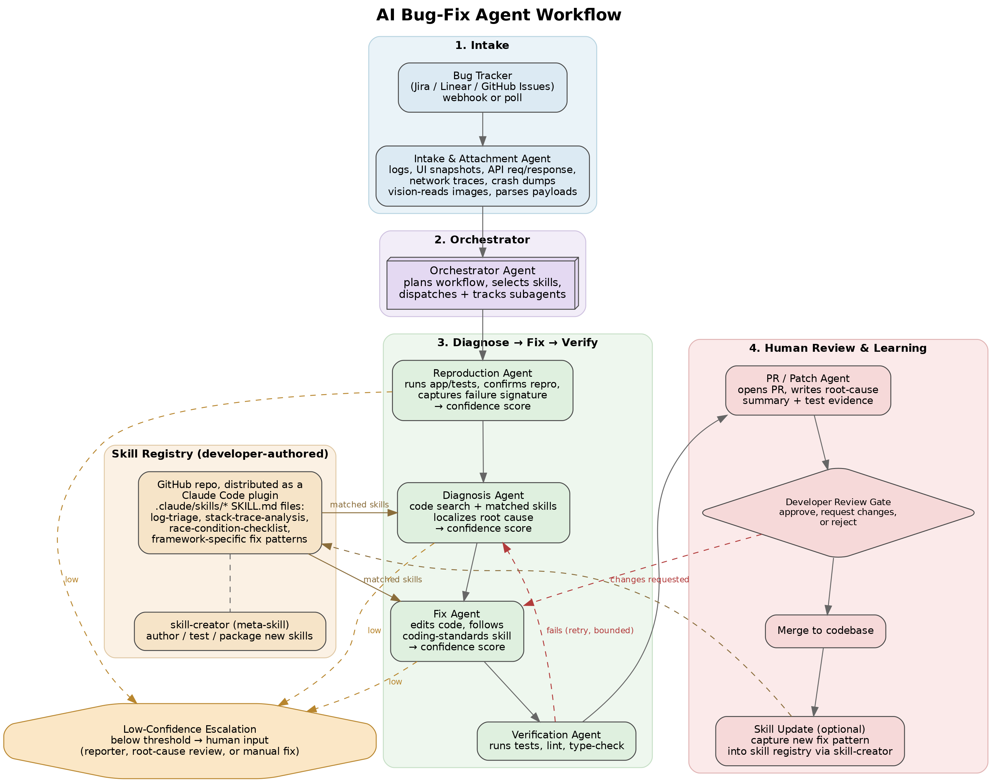 AI Bug-Fix Agent Workflow
1. Intake
Bug Tracker
(Jira / Linear / GitHub Issues)
webhook or poll
Intake & Attachment Agent
logs, UI snapshots, API req/response,
network traces, crash dumps
vision-reads images, parses payloads
2. Orchestrator
Orchestrator Agent
plans workflow, selects skills,
dispatches + tracks subagents
3. Diagnose → Fix → Verify
Reproduction Agent
runs app/tests, confirms repro,
captures failure signature
→ confidence score
Diagnosis Agent
code search + matched skills
localizes root cause
→ confidence score
Fix Agent
edits code, follows
coding-standards skill
→ confidence score
Verification Agent
runs tests, lint, type-check
fails (retry, bounded)
4. Human Review & Learning
PR / Patch Agent
opens PR, writes root-cause
summary + test evidence
Developer Review Gate
approve, request changes,
or reject
changes requested
Merge to codebase
Skill Update (optional)
capture new fix pattern
into skill registry via skill-creator
Skill Registry (developer-authored)
GitHub repo, distributed as a
Claude Code plugin
.claude/skills/* SKILL.md files:
log-triage, stack-trace-analysis,
race-condition-checklist,
framework-specific fix patterns
matched skills
matched skills
skill-creator (meta-skill)
author / test / package new skills
low
low
low
Low-Confidence Escalation
below threshold → human input
(reporter, root-cause review, or manual fix)